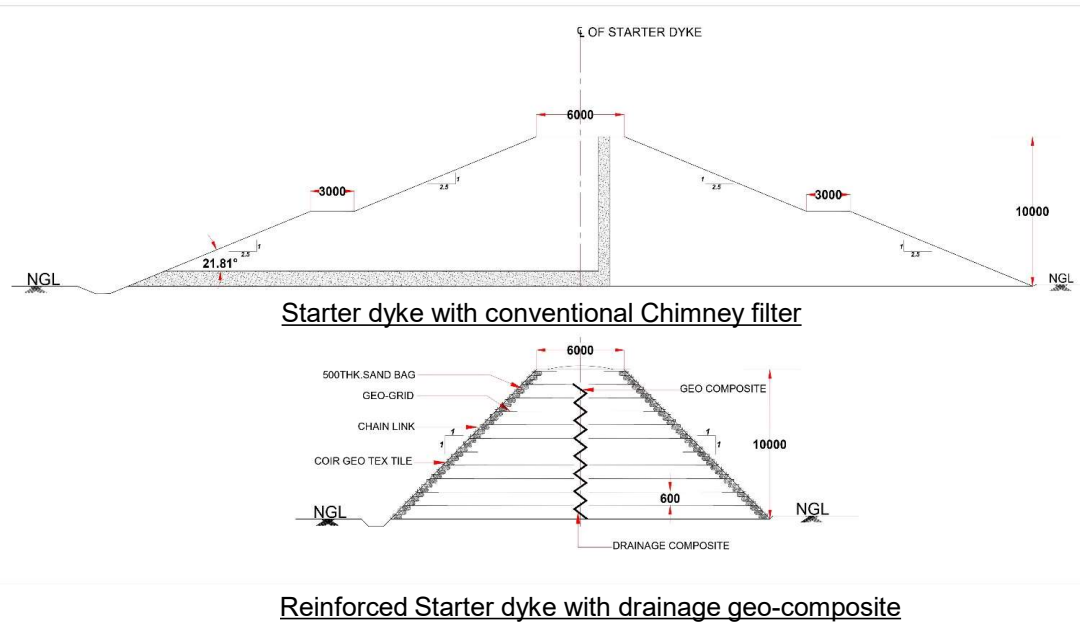 ℄ OF STARTER DYKE
6000
3000
3000
1
2.5
1
2.5
10000
1
2.5
1
2.5
21.81°
NGL
NGL
Starter dyke with conventional Chimney filter
6000
500THK.SAND BAG
GEO COMPOSITE
GEO-GRID
CHAIN LINK
1
1
1
1
10000
COIR GEO TEX TILE
600
NGL
NGL
DRAINAGE COMPOSITE
Reinforced Starter dyke with drainage geo-composite